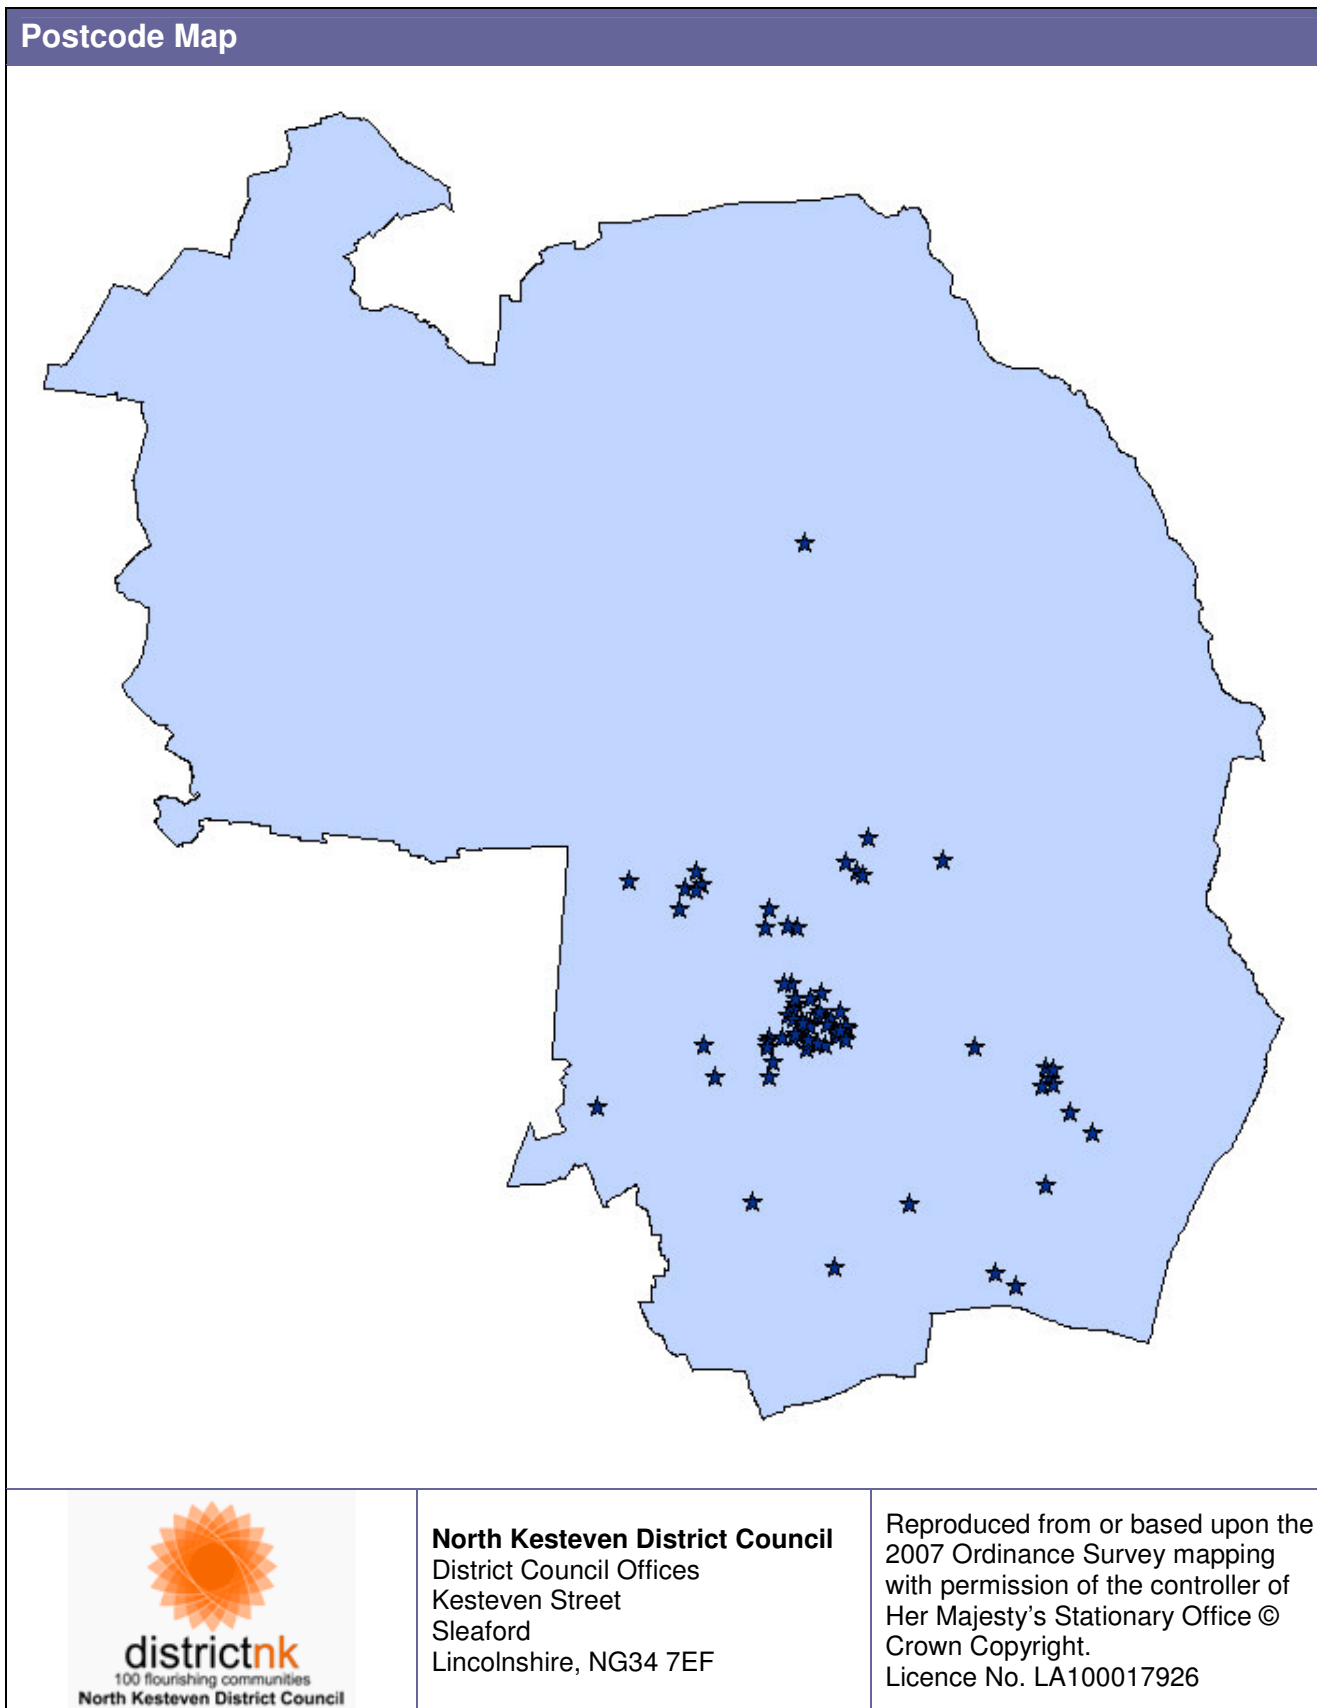 Postcode Map
districtnk
100 flourishing communities
North Kesteven District Council
North Kesteven District Council
District Council Offices
Kesteven Street
Sleaford
Lincolnshire, NG34 7EF
Reproduced from or based upon the
2007 Ordinance Survey mapping
with permission of the controller of
Her Majesty's Stationary Office ©
Crown Copyright.
Licence No. LA100017926